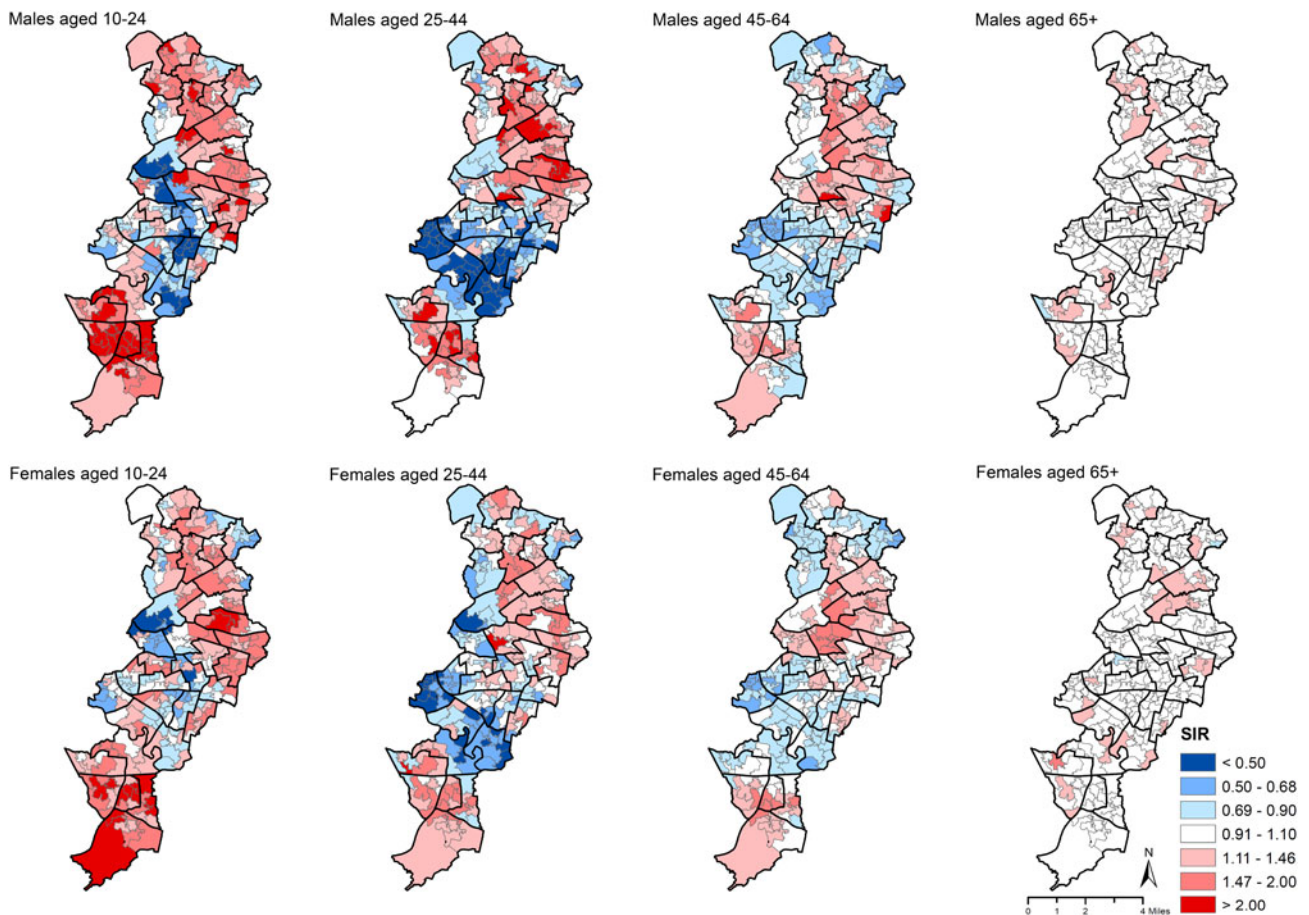 Males aged 10-24
Males aged 25-44
Males aged 45-64
Males aged 65+
Females aged 10-24
Females aged 25-44
Females aged 45-64
Females aged 65+
SIR
< 0.50
0.50 - 0.68
0.69 - 0.90
0.91 - 1.10
1.11 - 1.46
1.47 - 2.00
> 2.00
N
0 1 2 4 Miles